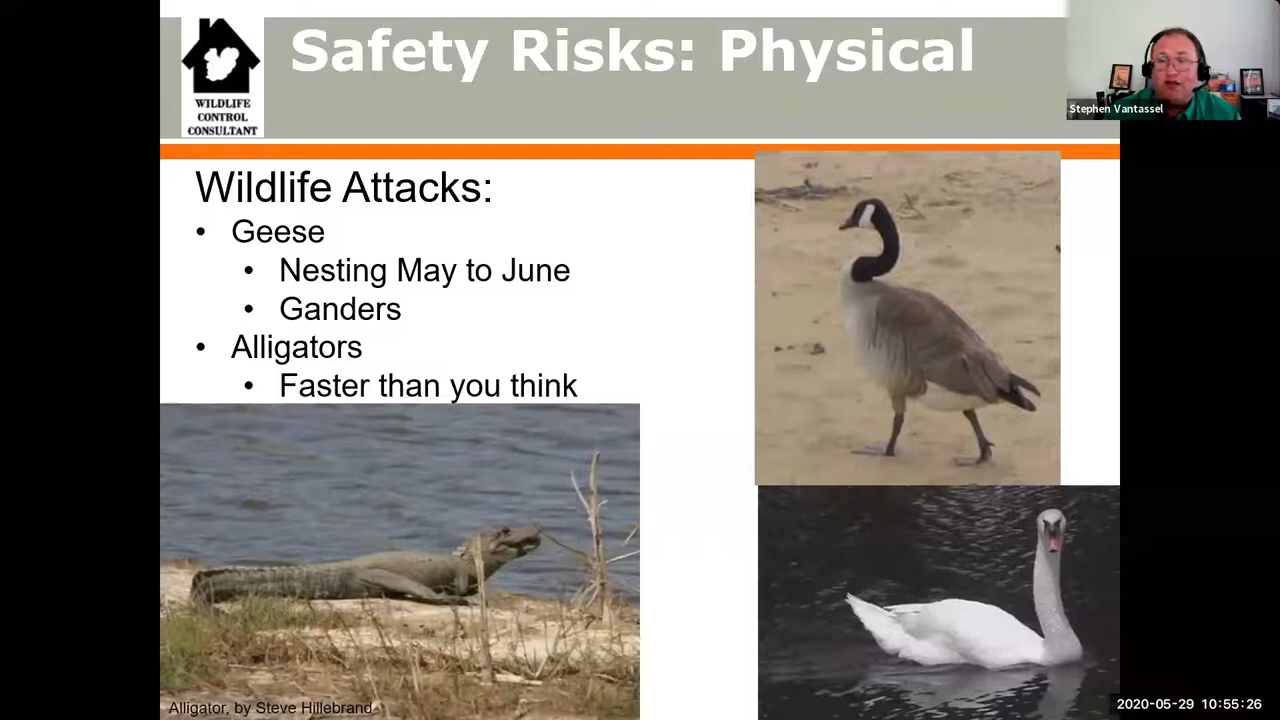 Safety Risks: Physical
WILDLIFE
CONTROL
CONSULTANT
Stephen Vantassel
Wildlife Attacks:
• Geese
• Nesting May to June
• Ganders
• Alligators
• Faster than you think
Alligator, by Steve Hillebrand
2020-05-29 10:55:26